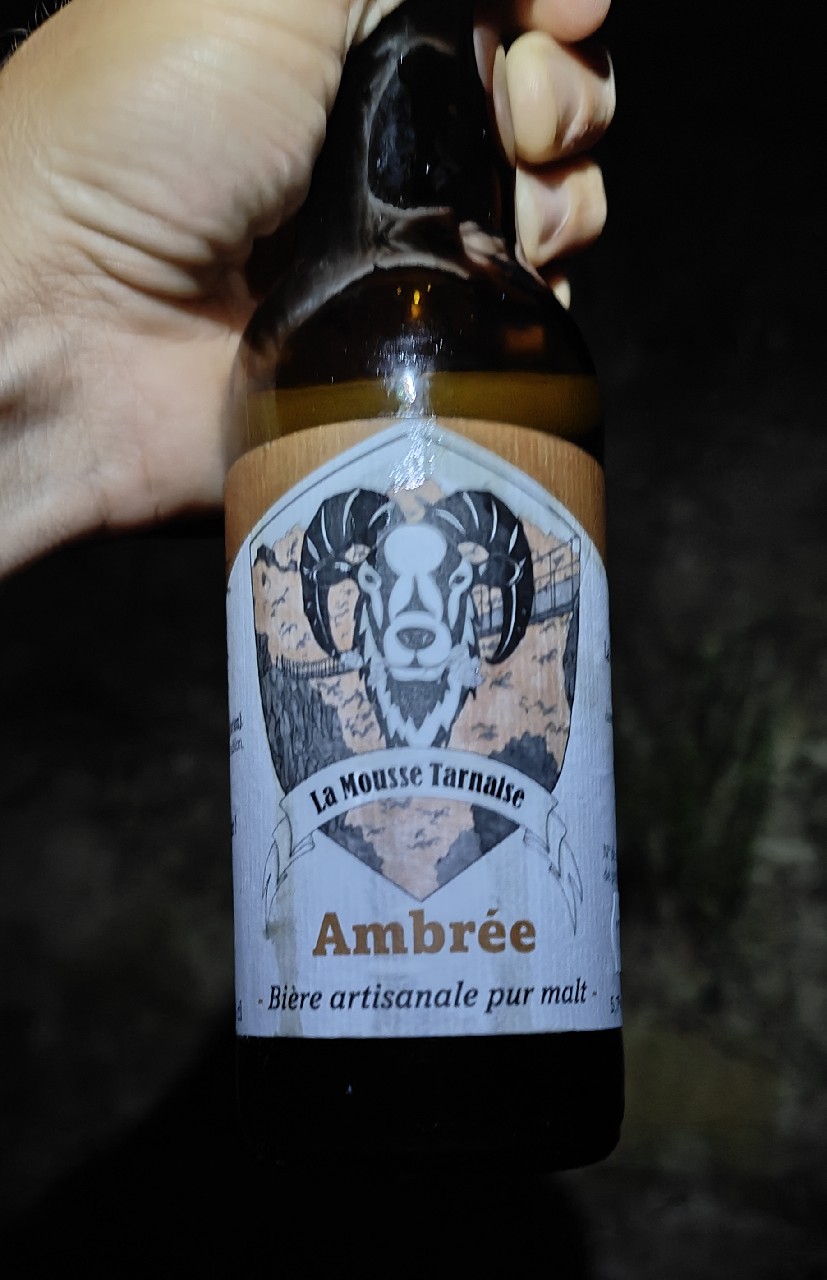 La Mousse Tarnaise
Ambrée
- Bière artisanale pur malt -